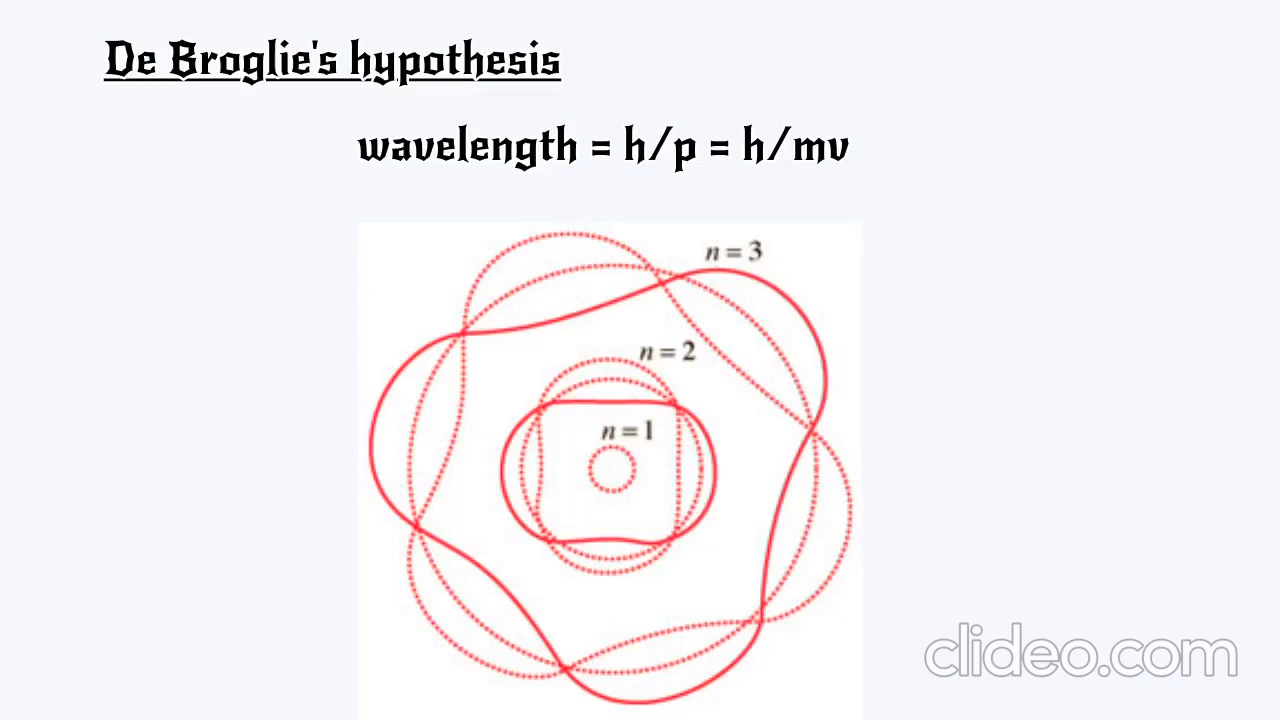 De Broglie's hypothesis
wavelength = h/p = h/mv
n = 3
n = 2
n = 1
clideo.com